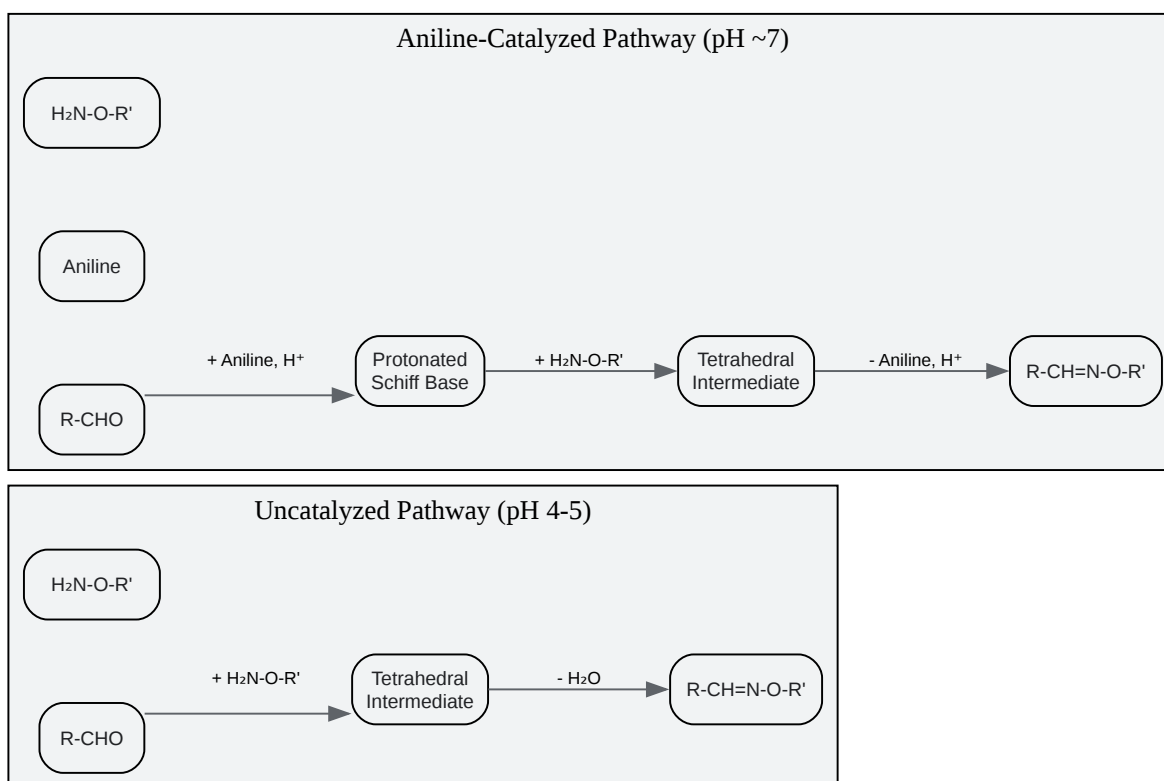 Aniline-Catalyzed Pathway (pH ~7)
H₂N-O-R'
Aniline
+ Aniline, H⁺
Protonated
Schiff Base
+ H₂N-O-R'
Tetrahedral
Intermediate
- Aniline, H⁺
R-CH=N-O-R'
R-CHO
Uncatalyzed Pathway (pH 4-5)
H₂N-O-R'
+ H₂N-O-R'
Tetrahedral
Intermediate
- H₂O
R-CH=N-O-R'
R-CHO